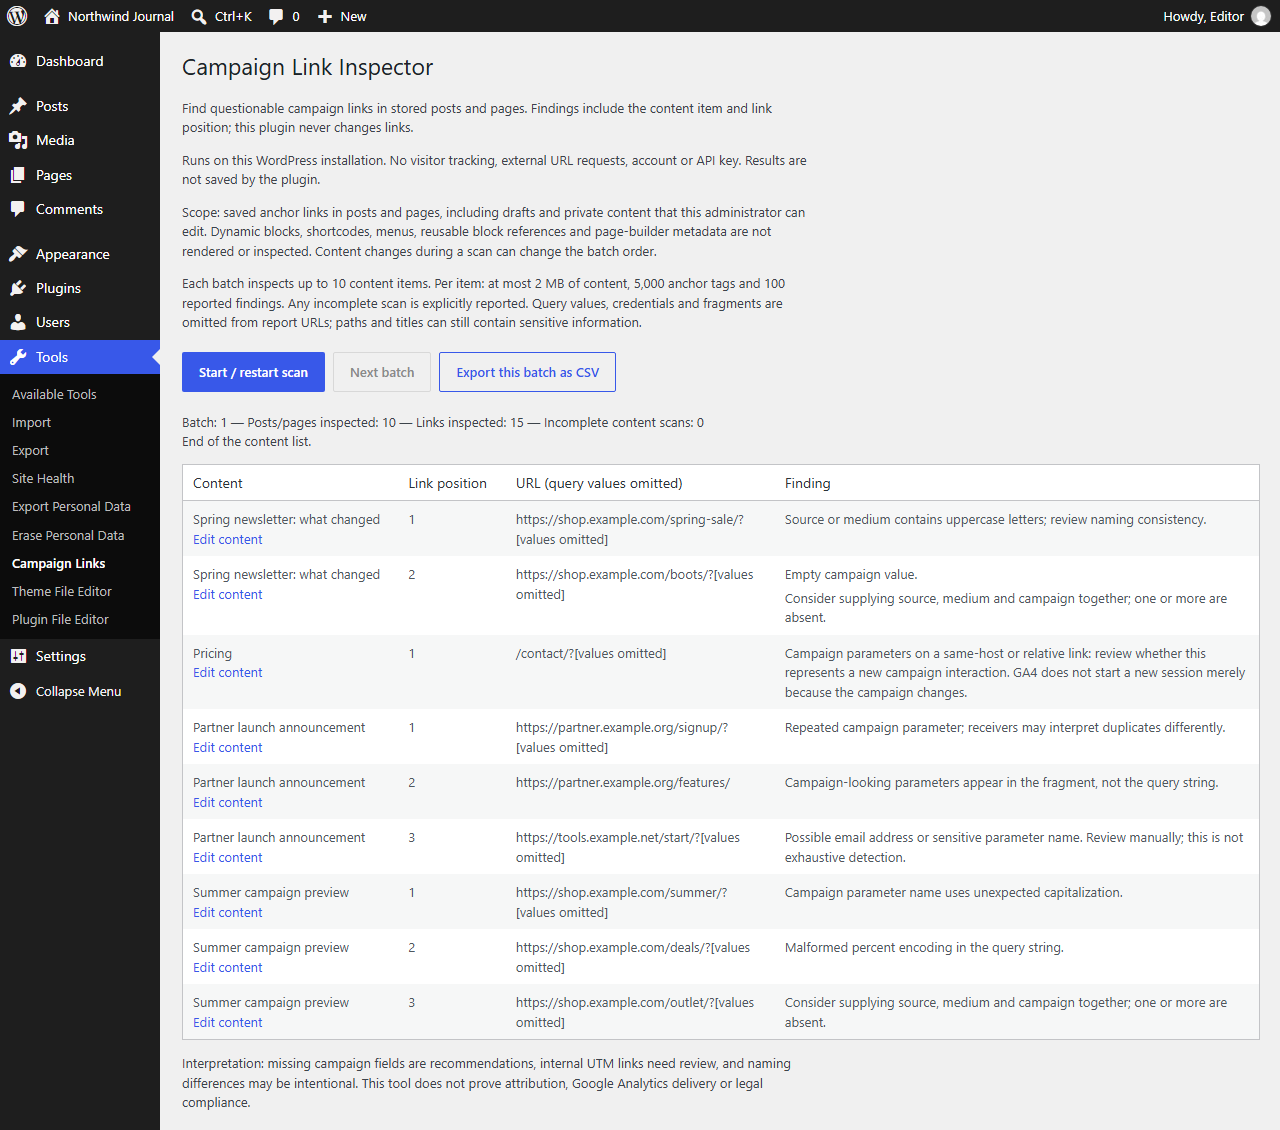 Northwind Journal
Ctrl+K
0
New
Howdy, Editor
Dashboard
Posts
Media
Pages
Comments
Appearance
Plugins
Users
Tools
Available Tools
Import
Export
Site Health
Export Personal Data
Erase Personal Data
Campaign Links
Theme File Editor
Plugin File Editor
Settings
Collapse Menu
Campaign Link Inspector
Find questionable campaign links in stored posts and pages. Findings include the content item and link
position; this plugin never changes links.
Runs on this WordPress installation. No visitor tracking, external URL requests, account or API key. Results are
not saved by the plugin.
Scope: saved anchor links in posts and pages, including drafts and private content that this administrator can
edit. Dynamic blocks, shortcodes, menus, reusable block references and page-builder metadata are not
rendered or inspected. Content changes during a scan can change the batch order.
Each batch inspects up to 10 content items. Per item: at most 2 MB of content, 5,000 anchor tags and 100
reported findings. Any incomplete scan is explicitly reported. Query values, credentials and fragments are
omitted from report URLs; paths and titles can still contain sensitive information.
Start / restart scan
Next batch
Export this batch as CSV
Batch: 1 — Posts/pages inspected: 10 — Links inspected: 15 — Incomplete content scans: 0
End of the content list.
Content
Link position
URL (query values omitted)
Finding
Spring newsletter: what changed
Edit content
1
https://shop.example.com/spring-sale/?
[values omitted]
Source or medium contains uppercase letters; review naming consistency.
Spring newsletter: what changed
Edit content
2
https://shop.example.com/boots/?[values
omitted]
Empty campaign value.
Consider supplying source, medium and campaign together; one or more are
absent.
Pricing
Edit content
1
/contact/?[values omitted]
Campaign parameters on a same-host or relative link: review whether this
represents a new campaign interaction. GA4 does not start a new session merely
because the campaign changes.
Partner launch announcement
Edit content
1
https://partner.example.org/signup/?
[values omitted]
Repeated campaign parameter; receivers may interpret duplicates differently.
Partner launch announcement
Edit content
2
https://partner.example.org/features/
Campaign-looking parameters appear in the fragment, not the query string.
Partner launch announcement
Edit content
3
https://tools.example.net/start/?[values
omitted]
Possible email address or sensitive parameter name. Review manually; this is not
exhaustive detection.
Summer campaign preview
Edit content
1
https://shop.example.com/summer/?
[values omitted]
Campaign parameter name uses unexpected capitalization.
Summer campaign preview
Edit content
2
https://shop.example.com/deals/?[values
omitted]
Malformed percent encoding in the query string.
Summer campaign preview
Edit content
3
https://shop.example.com/outlet/?[values
omitted]
Consider supplying source, medium and campaign together; one or more are
absent.
Interpretation: missing campaign fields are recommendations, internal UTM links need review, and naming
differences may be intentional. This tool does not prove attribution, Google Analytics delivery or legal
compliance.